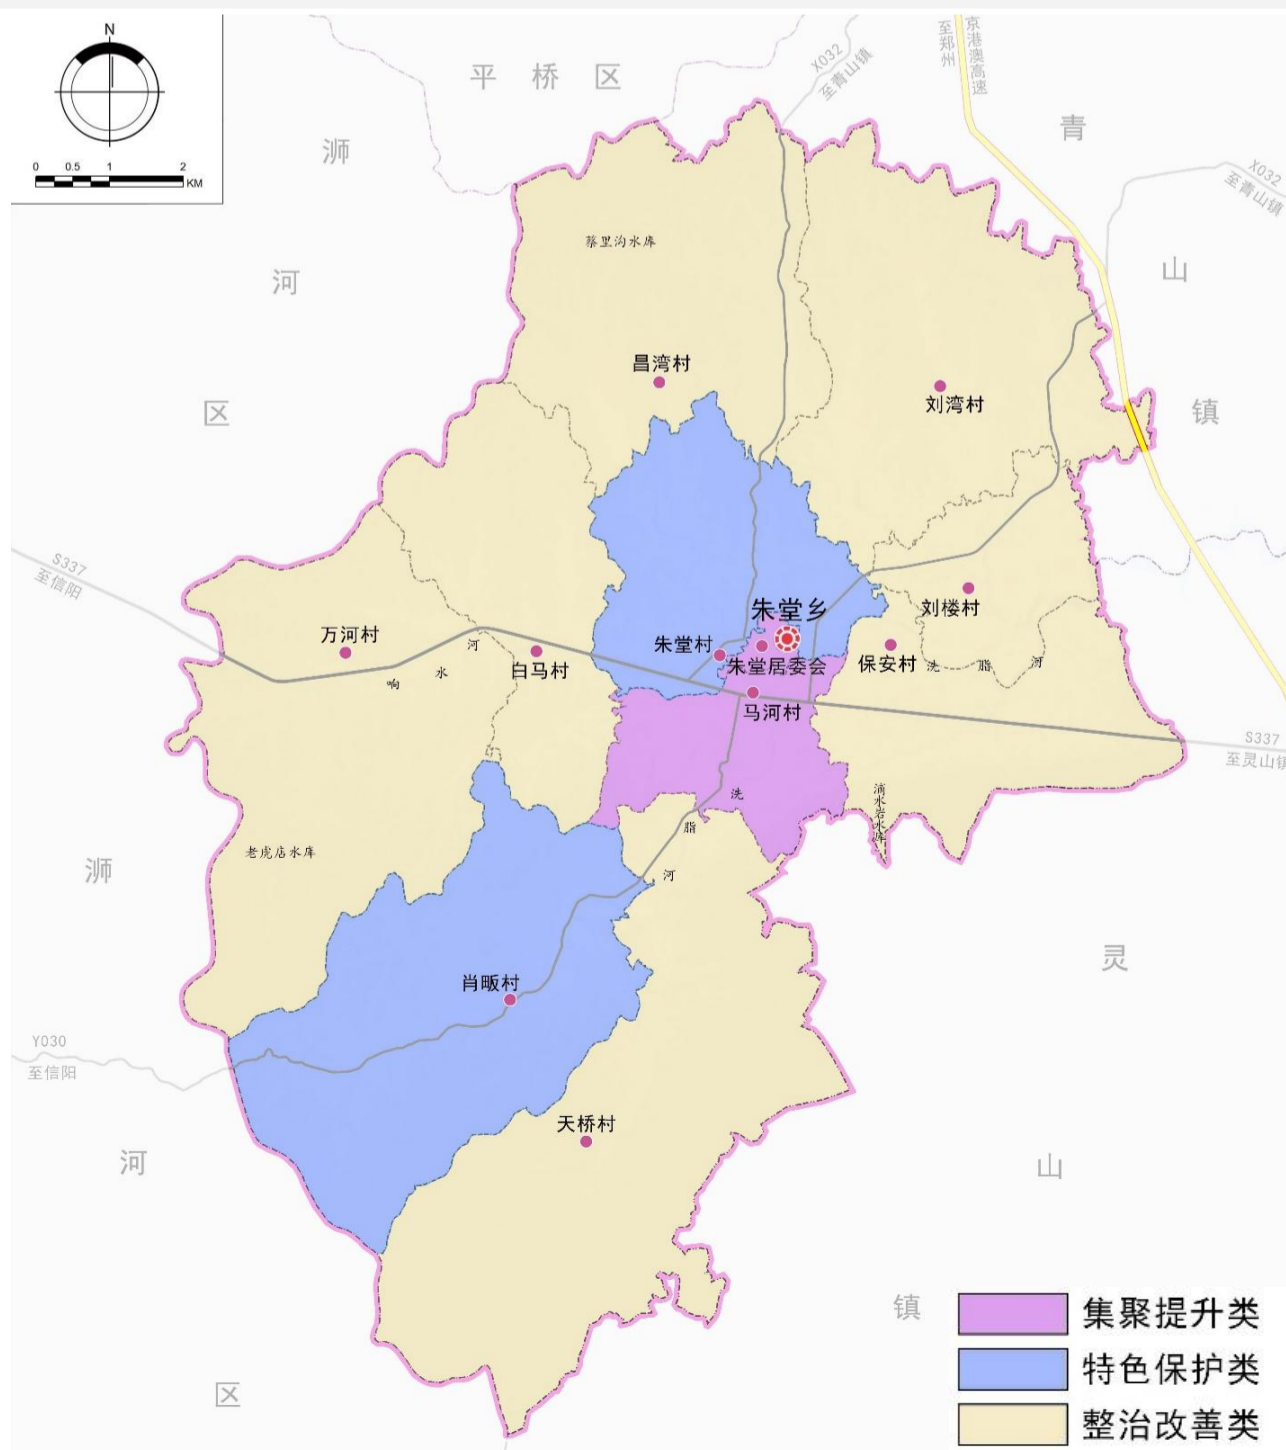 N
0 0.5 1 2
KM
平桥区
X032
至青山镇
京港澳高速
至郑州
浉
河
区
青
山
镇
X032
至青山镇
蔡里沟水库
昌湾村
刘湾村
S337
至信阳
万河村
响水河
白马村
朱堂乡
朱堂村
朱堂居委会
马河村
刘楼村
保安村
洗脂河
S337
至灵山镇
滴水岩水库
洗
脂
河
老虎店水库
浉
河
区
肖畈村
Y030
至信阳
天桥村
灵
山
镇
集聚提升类
特色保护类
整治改善类